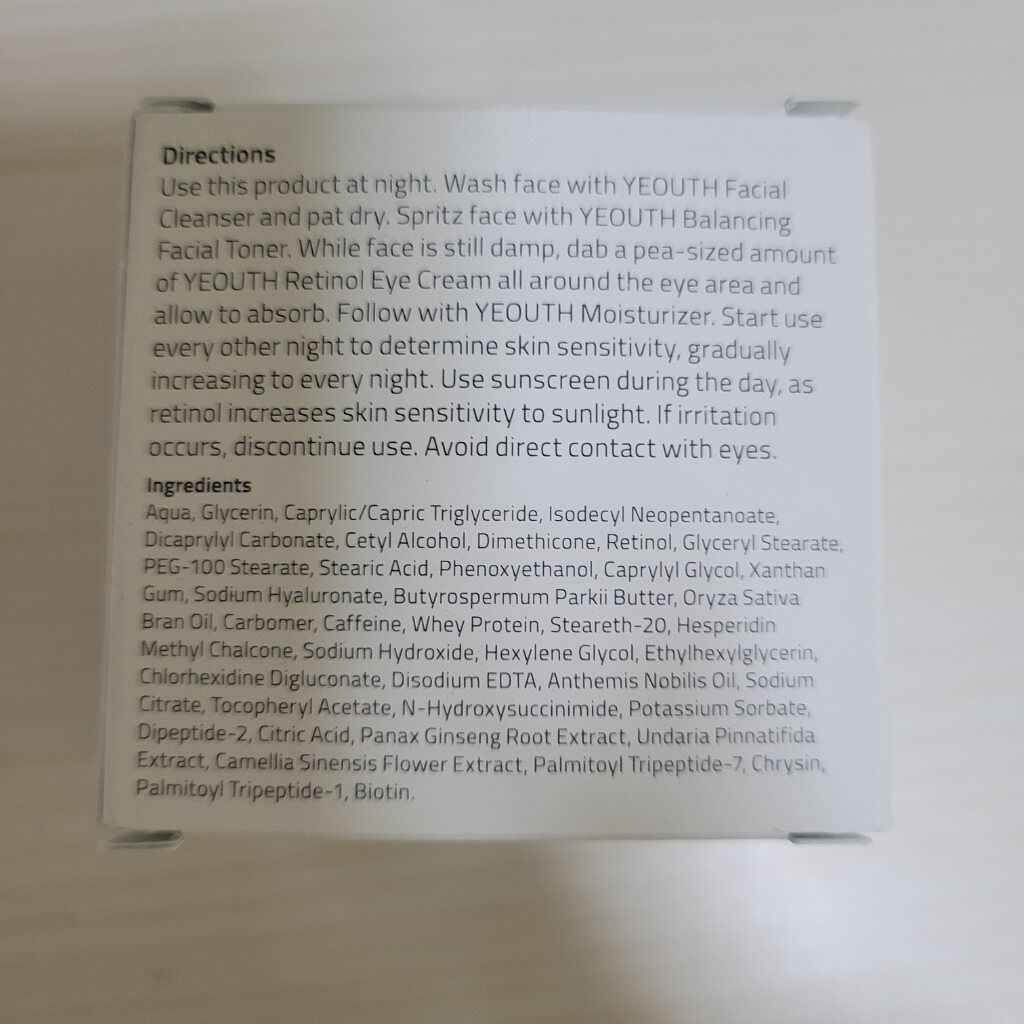 Directions
Use this product at night. Wash face with YEOUTH Facial
Cleanser and pat dry. Spritz face with YEOUTH Balancing
Facial Toner. While face is still damp, dab a pea-sized amount
of YEOUTH Retinol Eye Cream all around the eye area and
allow to absorb. Follow with YEOUTH Moisturizer. Start use
every other night to determine skin sensitivity, gradually
increasing to every night. Use sunscreen during the day, as
retinol increases skin sensitivity to sunlight. If irritation
occurs, discontinue use. Avoid direct contact with eyes.
Ingredients
Aqua, Glycerin, Caprylic/Capric Triglyceride, Isodecyl Neopentanoate,
Dicaprylyl Carbonate, Cetyl Alcohol, Dimethicone, Retinol, Glyceryl Stearate,
PEG-100 Stearate, Stearic Acid, Phenoxyethanol, Caprylyl Glycol, Xanthan
Gum, Sodium Hyaluronate, Butyrospermum Parkii Butter, Oryza Sativa
Bran Oil, Carbomer, Caffeine, Whey Protein, Steareth-20, Hesperidin
Methyl Chalcone, Sodium Hydroxide, Hexylene Glycol, Ethylhexylglycerin,
Chlorhexidine Digluconate, Disodium EDTA, Anthemis Nobilis Oil, Sodium
Citrate, Tocopheryl Acetate, N-Hydroxysuccinimide, Potassium Sorbate,
Dipeptide-2, Citric Acid, Panax Ginseng Root Extract, Undaria Pinnatifida
Extract, Camellia Sinensis Flower Extract, Palmitoyl Tripeptide-7, Chrysin,
Palmitoyl Tripeptide-1, Biotin.